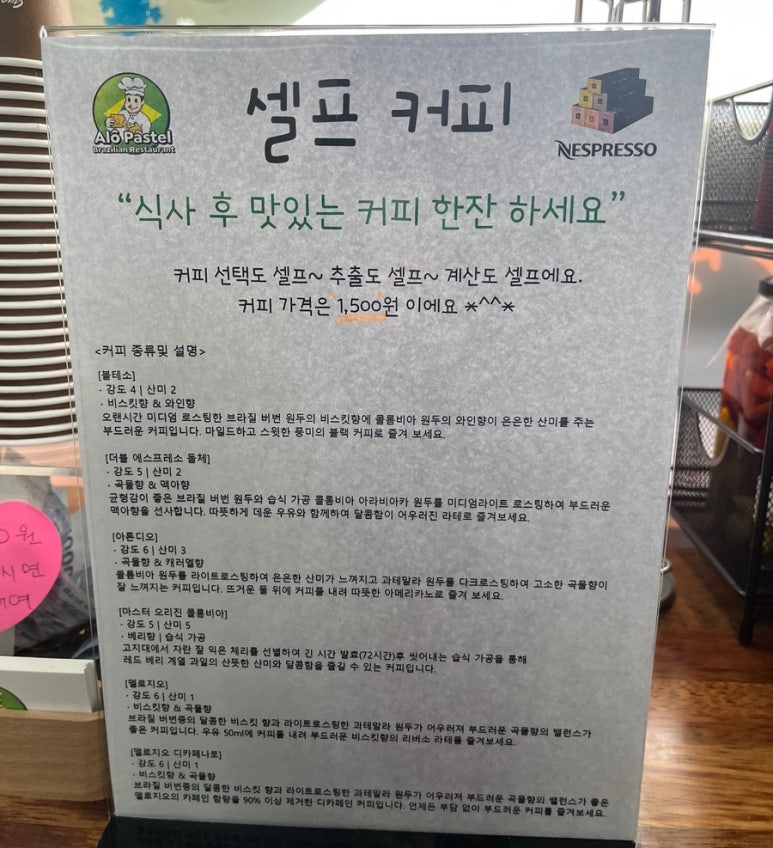 Alô Pastel
Brazilian Restaurant
셀프 커피
NESPRESSO
“식사 후 맛있는 커피 한잔 하세요”
커피 선택도 셀프~ 추출도 셀프~ 계산도 셀프에요.
커피 가격은 1,500원 이에요 *^^*
<커피 종류및 설명>
[볼테소]
· 강도 4 | 산미 2
· 비스킷향 & 와인향
오랜시간 미디엄 로스팅한 브라질 버번 원두의 비스킷향에 콜롬비아 원두의 와인향이 은은한 산미를 주는
부드러운 커피입니다. 마일드하고 스윗한 풍미의 블랙 커피로 즐겨 보세요.
[더블 에스프레소 돌체]
· 강도 5 | 산미 2
· 곡물향 & 맥아향
균형감이 좋은 브라질 버번 원두와 습식 가공 콜롬비아 아라비아카 원두를 미디엄라이트 로스팅하여 부드러운
맥아향을 선사합니다. 따뜻하게 데운 우유와 함께하여 달콤함이 어우러진 라테로 즐겨보세요.
[아론디오]
· 강도 6 | 산미 3
· 곡물향 & 캐러멜향
콜롬비아 원두를 라이트로스팅하여 은은한 산미가 느껴지고 과테말라 원두를 다크로스팅하여 고소한 곡물향이
잘 느껴지는 커피입니다. 뜨거운 물 위에 커피를 내려 따뜻한 아메리카노로 즐겨 보세요.
[마스터 오리진 콜롬비아]
· 강도 5 | 산미 5
· 베리향 | 습식 가공
고지대에서 자란 잘 익은 체리를 선별하여 긴 시간 발효(72시간)후 씻어내는 습식 가공을 통해
레드 베리 계열 과일의 산뜻한 산미와 달콤함을 즐길 수 있는 커피입니다.
[멜로지오]
· 강도 6 | 산미 1
· 비스킷향 & 곡물향
브라질 버번종의 달콤한 비스킷 향과 라이트로스팅한 과테말라 원두가 어우러져 부드러운 곡물향의 밸런스가
좋은 커피입니다. 우유 50ml에 커피를 내려 부드러운 비스킷향의 리버소 라테를 즐겨보세요.
[멜로지오 디카페나토]
· 강도 6 | 산미 1
· 비스킷향 & 곡물향
브라질 버번종의 달콤한 비스킷 향과 라이트로스팅한 과테말라 원두가 어우러져 부드러운 곡물향의 밸런스가 좋은
멜로지오의 카페인 함량을 90% 이상 제거한 디카페인 커피입니다. 언제든 부담 없이 부드러운 커피를 즐겨보세요.
0원
시면